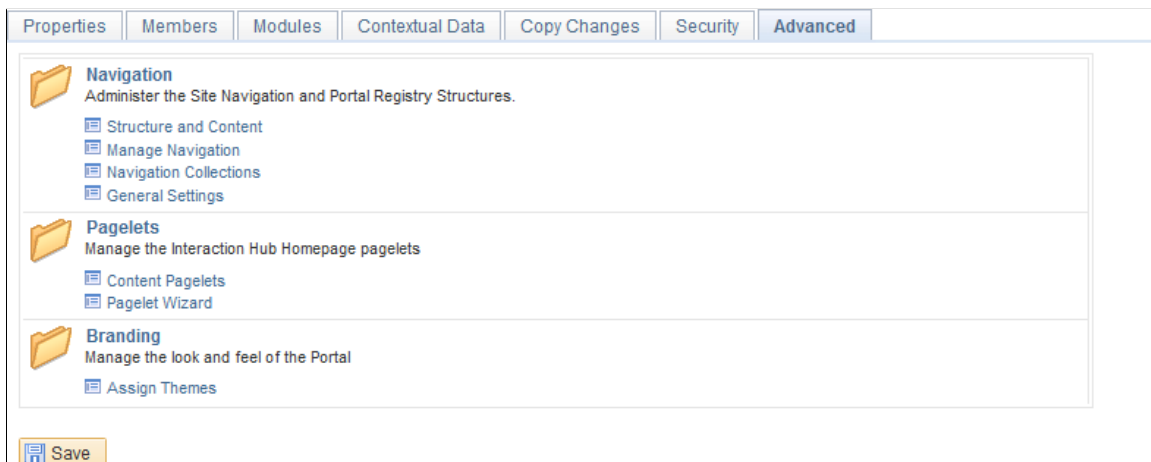 Properties Members Modules Contextual Data Copy Changes Security Advanced
Navigation
Administer the Site Navigation and Portal Registry Structures.
Structure and Content
Manage Navigation
Navigation Collections
General Settings
Pagelets
Manage the Interaction Hub Homepage pagelets
Content Pagelets
Pagelet Wizard
Branding
Manage the look and feel of the Portal
Assign Themes
Save